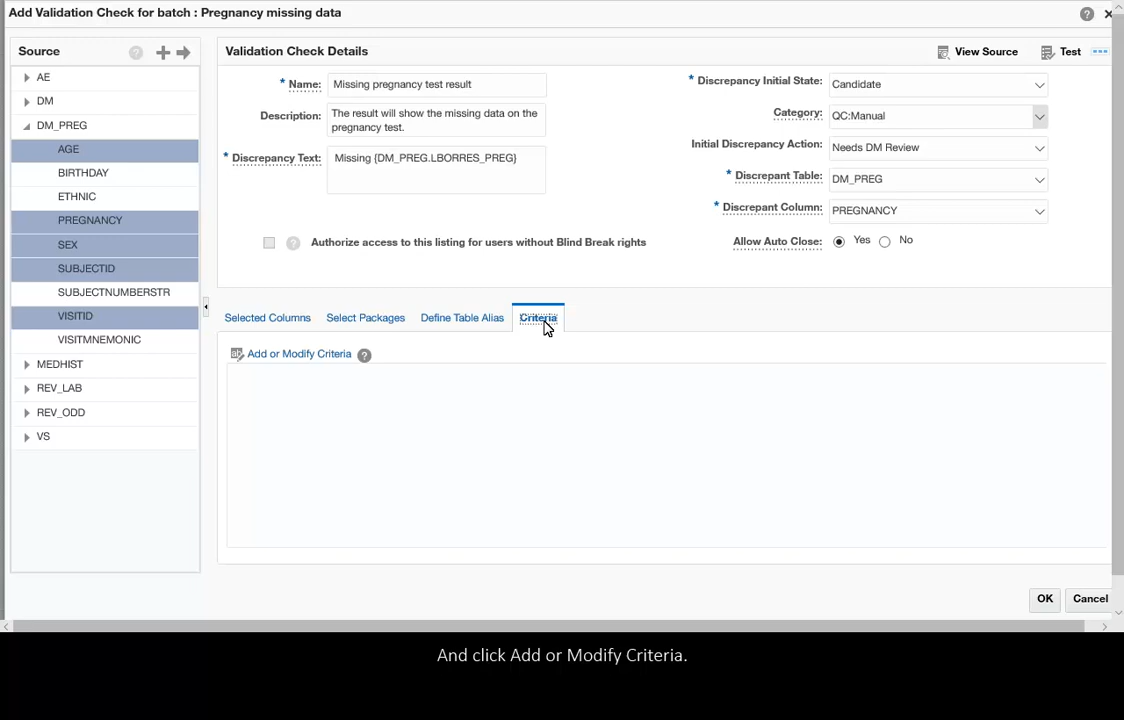 Add Validation Check for batch : Pregnancy missing data
Source
AE
DM
DM_PREG
AGE
BIRTHDAY
ETHNIC
PREGNANCY
SEX
SUBJECTID
SUBJECTNUMBERSTR
VISITID
VISITMNEMONIC
MEDHIST
REV_LAB
REV_ODD
VS
Validation Check Details
View Source
Test
* Name: Missing pregnancy test result
Description: The result will show the missing data on the
pregnancy test.
* Discrepancy Text: Missing {DM_PREG.LBORRES_PREG}
Authorize access to this listing for users without Blind Break rights
* Discrepancy Initial State: Candidate
Category: QC:Manual
Initial Discrepancy Action: Needs DM Review
* Discrepant Table: DM_PREG
* Discrepant Column: PREGNANCY
Allow Auto Close: Yes No
Selected Columns Select Packages Define Table Alias Criteria
Add or Modify Criteria
OK Cancel
And click Add or Modify Criteria.